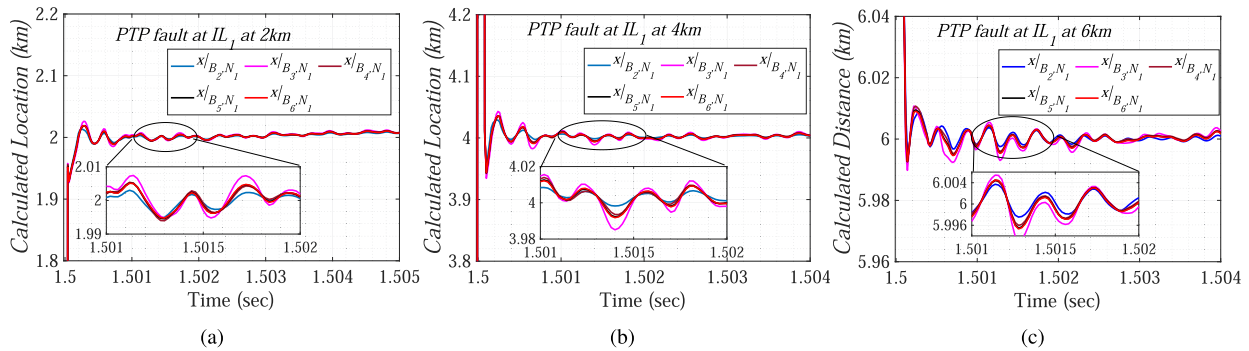 PTP fault at IL1 at 2km
x/B2,N1 x/B3,N1 x/B4,N1
x/B5,N1 x/B6,N1
Calculated Location (km)
2.2
2.1
2
1.9
1.8
2.01
2
1.99
1.501 1.5015 1.502
1.5 1.501 1.502 1.503 1.504 1.505
Time (sec)
(a)
PTP fault at IL1 at 4km
x/B2,N1 x/B3,N1 x/B4,N1
x/B5,N1 x/B6,N1
Calculated Location (km)
4.2
4.1
4
3.9
3.8
4.02
4
3.98
1.501 1.5015 1.502
1.5 1.501 1.502 1.503 1.504
Time (sec)
(b)
PTP fault at IL1 at 6km
x/B2,N1 x/B3,N1 x/B4,N1
x/B5,N1 x/B6,N1
Calculated Distance (km)
6.04
6.02
6
5.98
5.96
6.004
6
5.996
1.501 1.5015 1.502
1.5 1.501 1.502 1.503 1.504
Time (sec)
(c)